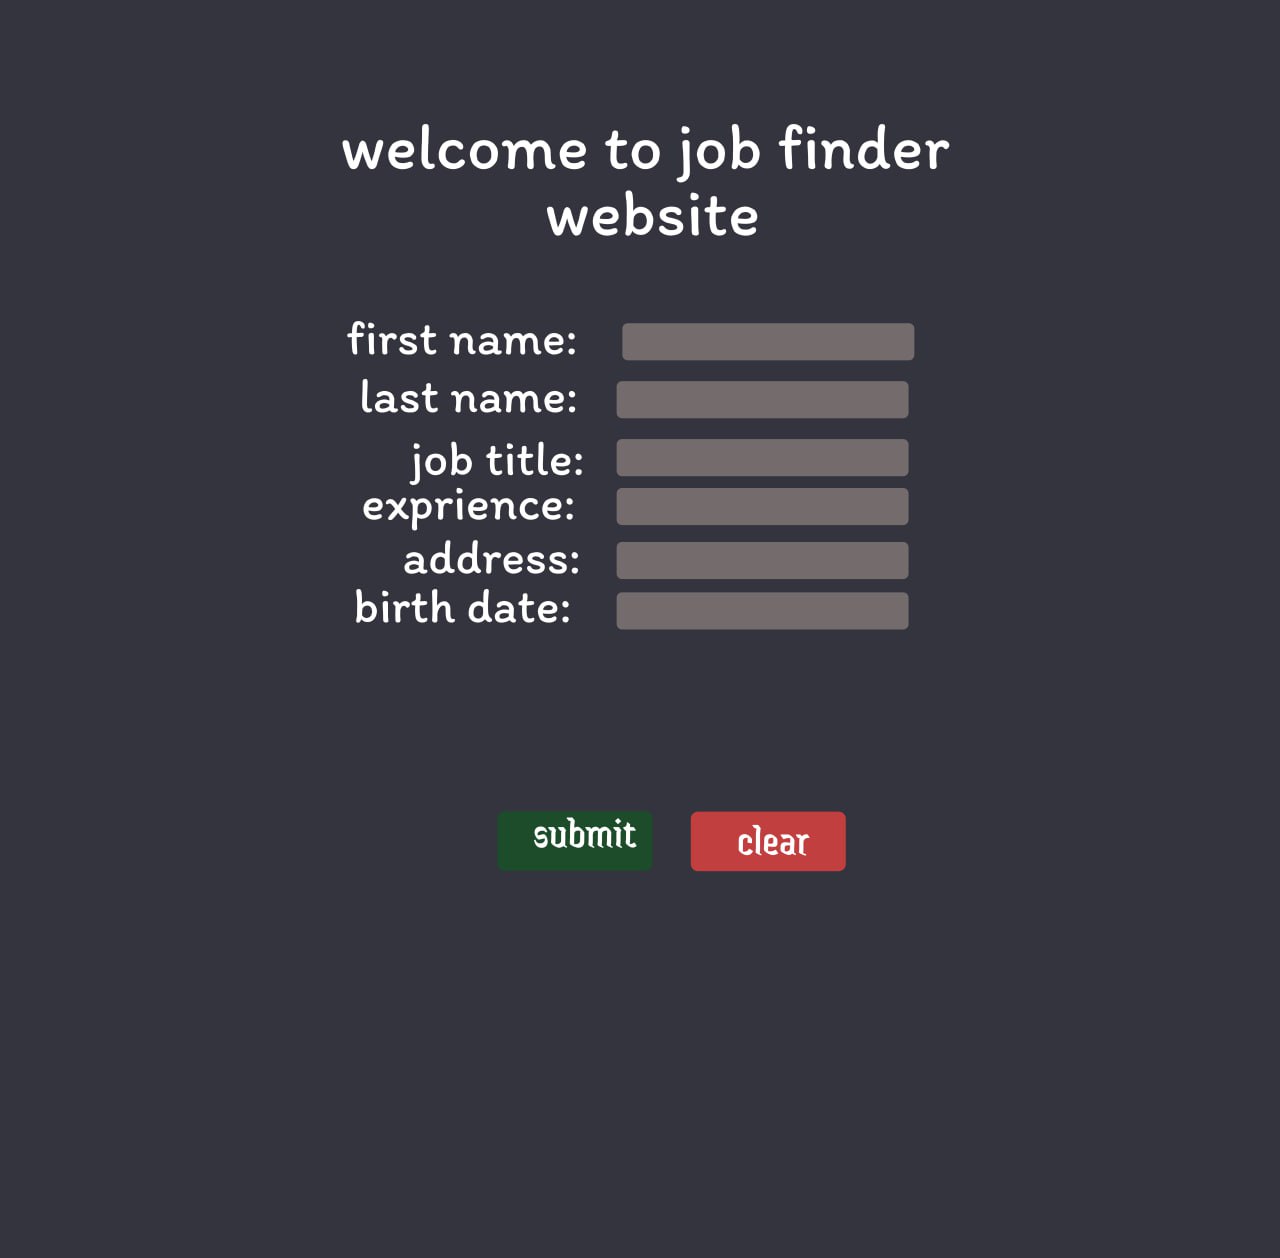 welcome to job finder
website
first name:
last name:
job title:
exprience:
address:
birth date:
submit
clear